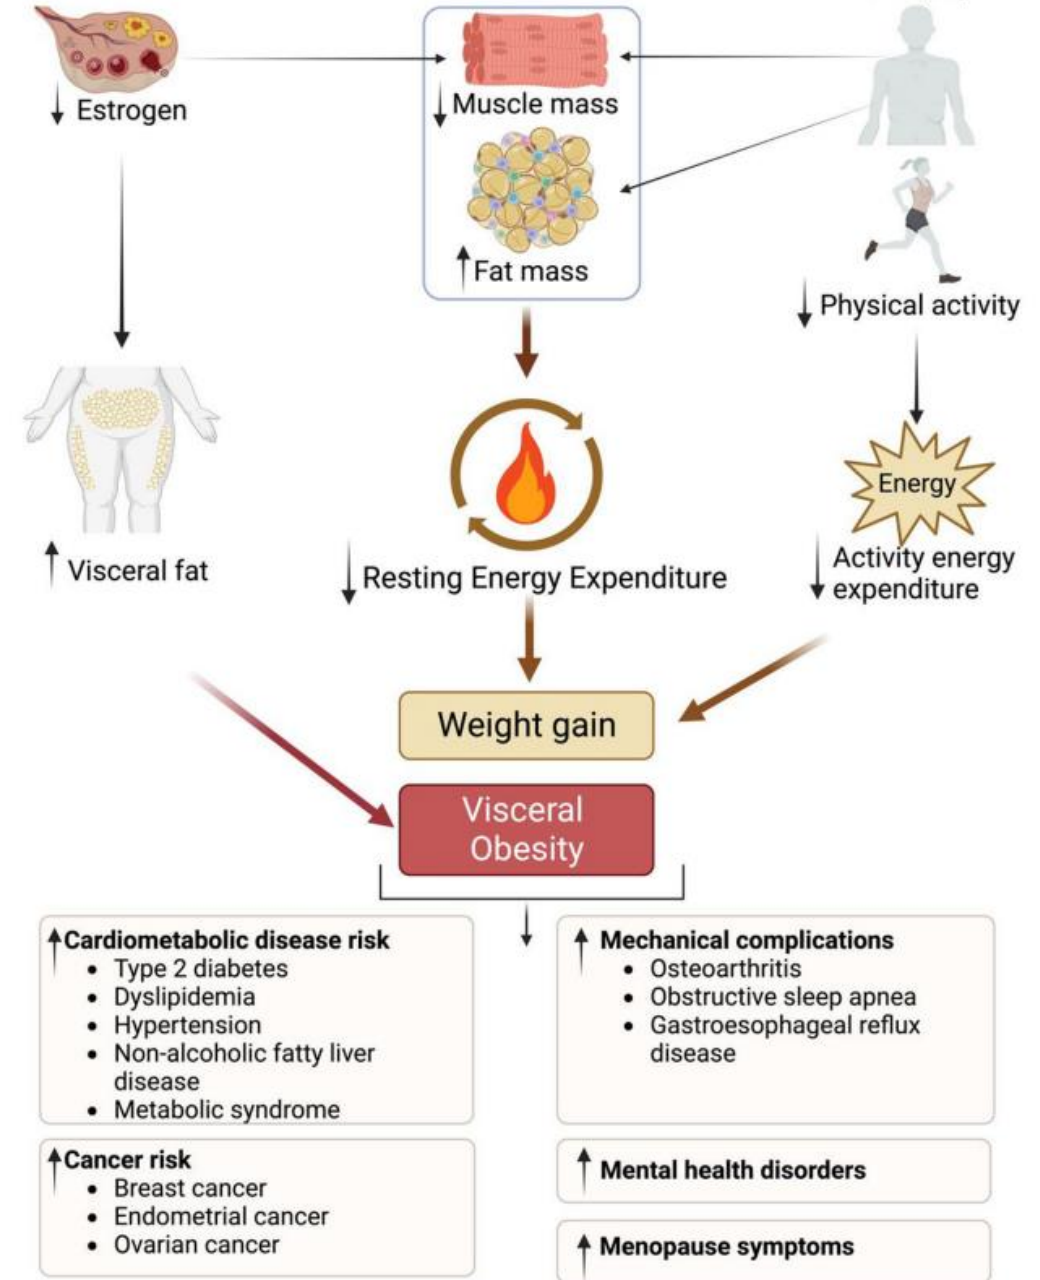 Estrogen
Muscle mass
Fat mass
Physical activity
Energy
Visceral fat
Resting Energy Expenditure
Activity energy
expenditure
Weight gain
Visceral
Obesity
Cardiometabolic disease risk
• Type 2 diabetes
• Dyslipidemia
• Hypertension
• Non-alcoholic fatty liver
disease
• Metabolic syndrome
Mechanical complications
• Osteoarthritis
• Obstructive sleep apnea
• Gastroesophageal reflux
disease
Cancer risk
• Breast cancer
• Endometrial cancer
• Ovarian cancer
Mental health disorders
Menopause symptoms